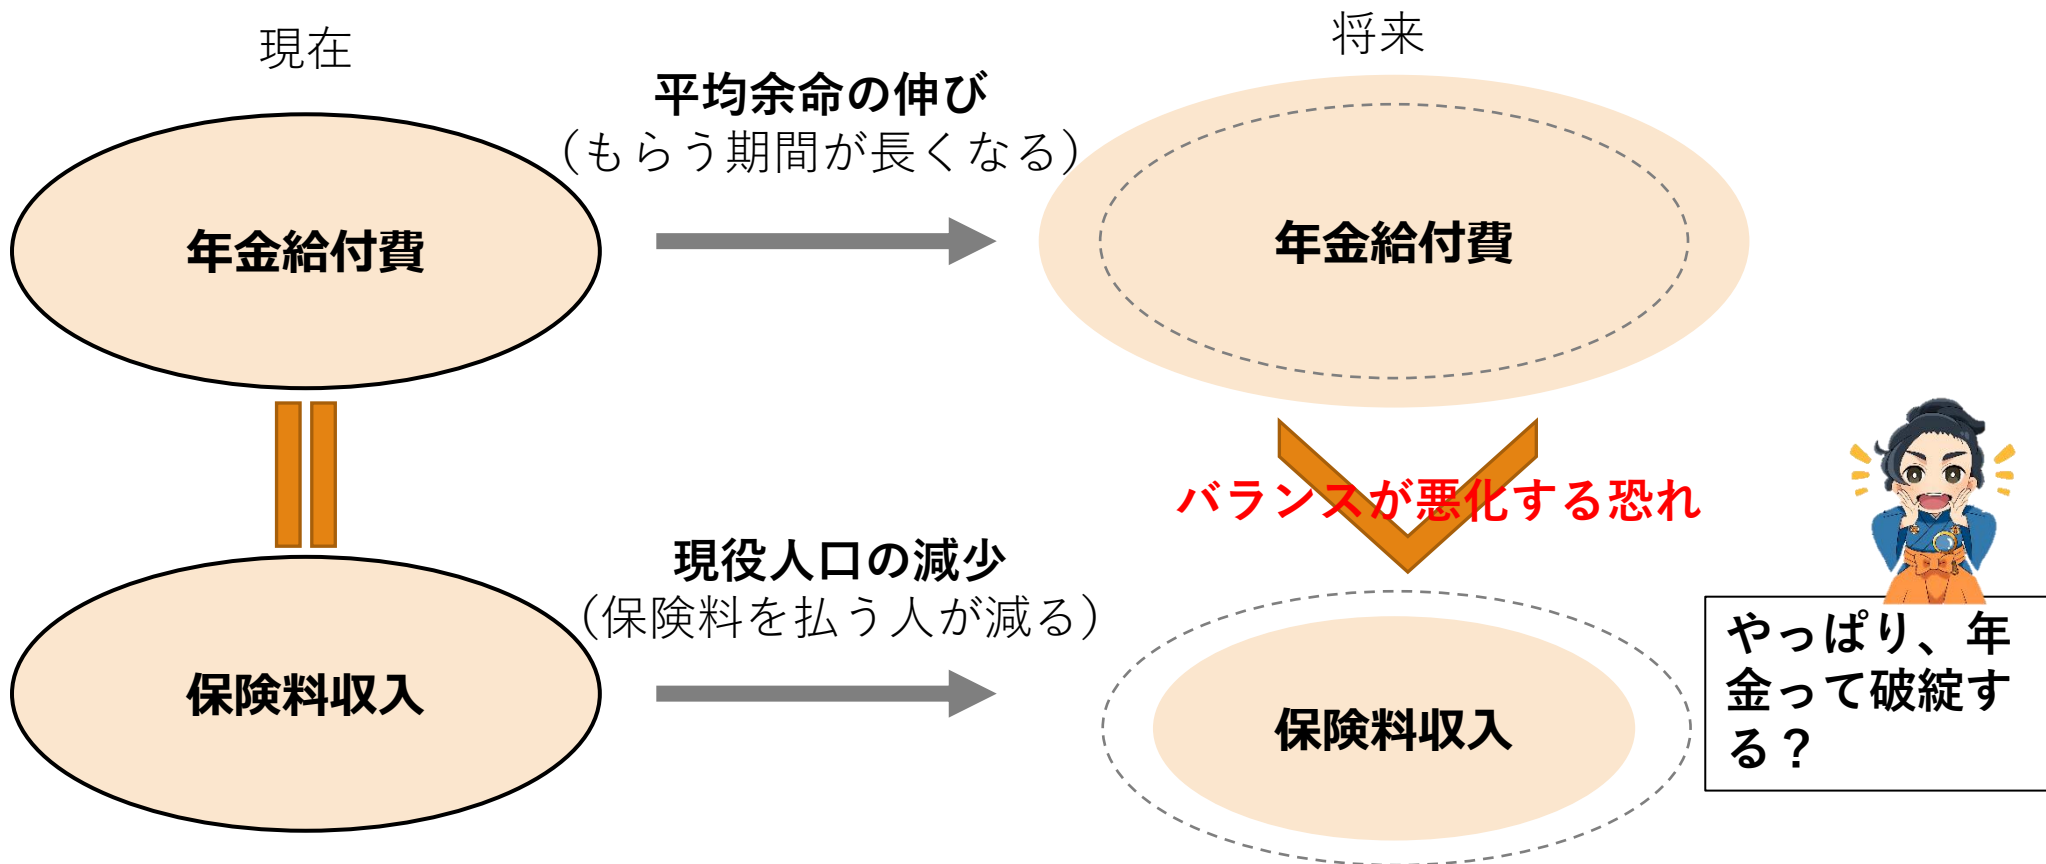 現在
将来
平均余命の伸び
（もらう期間が長くなる）
年金給付費
年金給付費
バランスが悪化する恐れ
現役人口の減少
（保険料を払う人が減る）
保険料収入
保険料収入
やっぱり、年
金って破綻す
る？